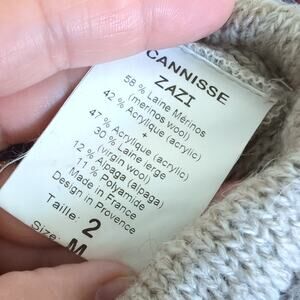 CANNISSE
ZAZI
58 % Laine Mérinos
(merinos wool)
42 % Acrylique (acrylic)
+
47 % Acrylique (acrylic)
30 % Laine vierge
(virgin wool)
12 % Alpaga (alpaga)
11 % Polyamide
Made in France
Design in Provence
Taille: 2
Size: M